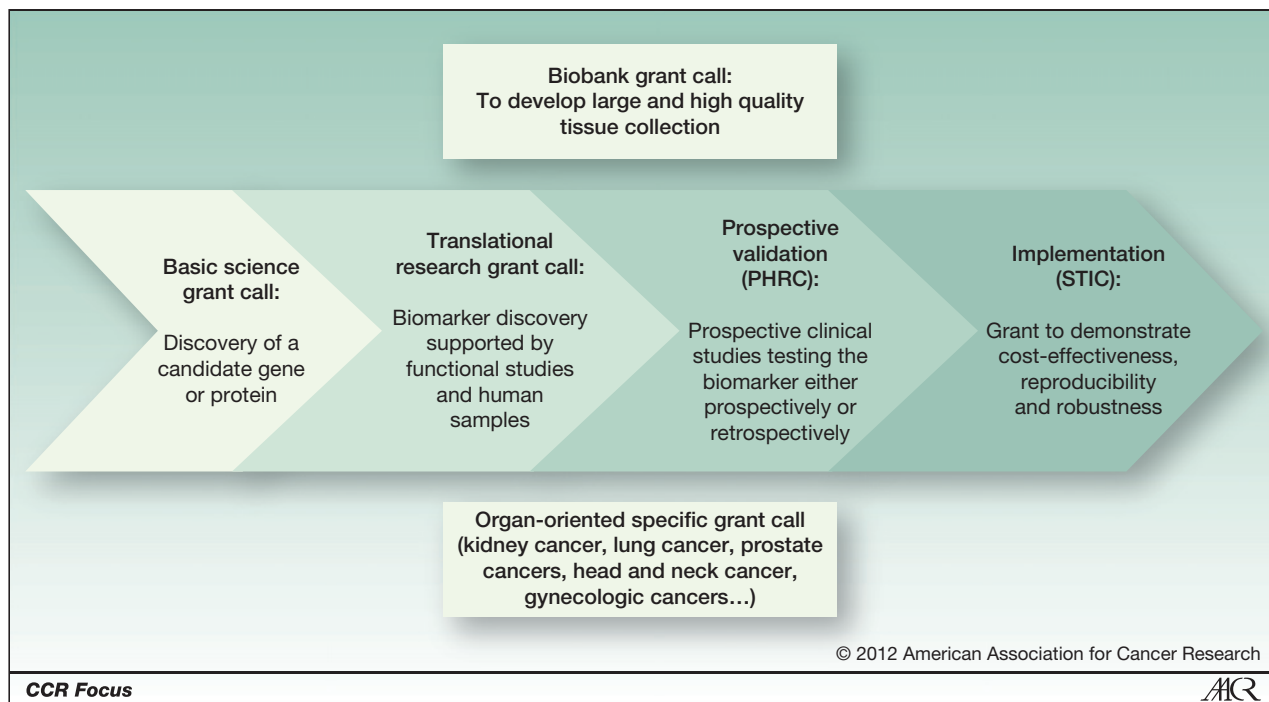 Biobank grant call:
To develop large and high quality
tissue collection
Basic science
grant call:
Discovery of a
candidate gene
or protein
Translational
research grant call:
Biomarker discovery
supported by
functional studies
and human
samples
Prospective
validation
(PHRC):
Prospective clinical
studies testing the
biomarker either
prospectively or
retrospectively
Implementation
(STIC):
Grant to demonstrate
cost-effectiveness,
reproducibility
and robustness
Organ-oriented specific grant call
(kidney cancer, lung cancer, prostate
cancers, head and neck cancer,
gynecologic cancers…)
© 2012 American Association for Cancer Research
CCR Focus
AACR